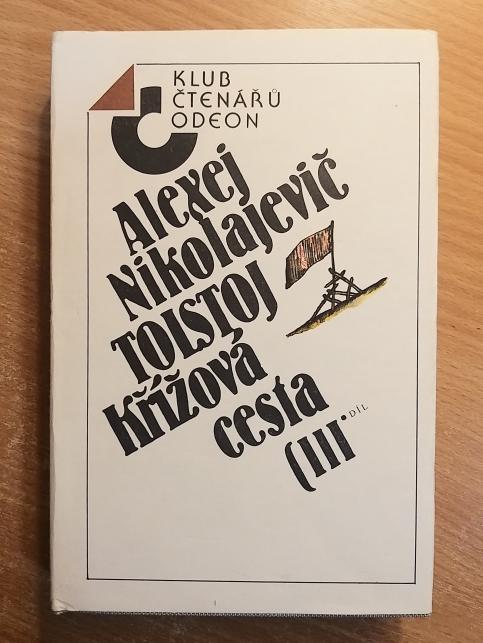 KLUB
ČTENÁŘŮ
ODEON
Alexej
Nikolajevič
TOLSTOJ
Křížová
cesta
(III. DÍL